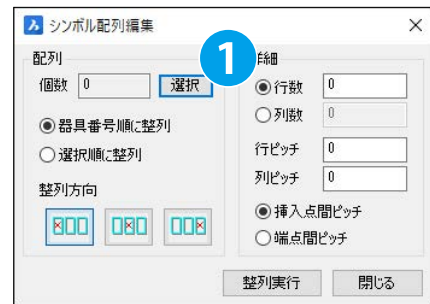 シンボル配列編集
配列
個数 0 選択
器具番号順に整列
選択順に整列
整列方向
1
詳細
行数 0
列数 0
行ピッチ 0
列ピッチ 0
挿入点間ピッチ
端点間ピッチ
整列実行 閉じる